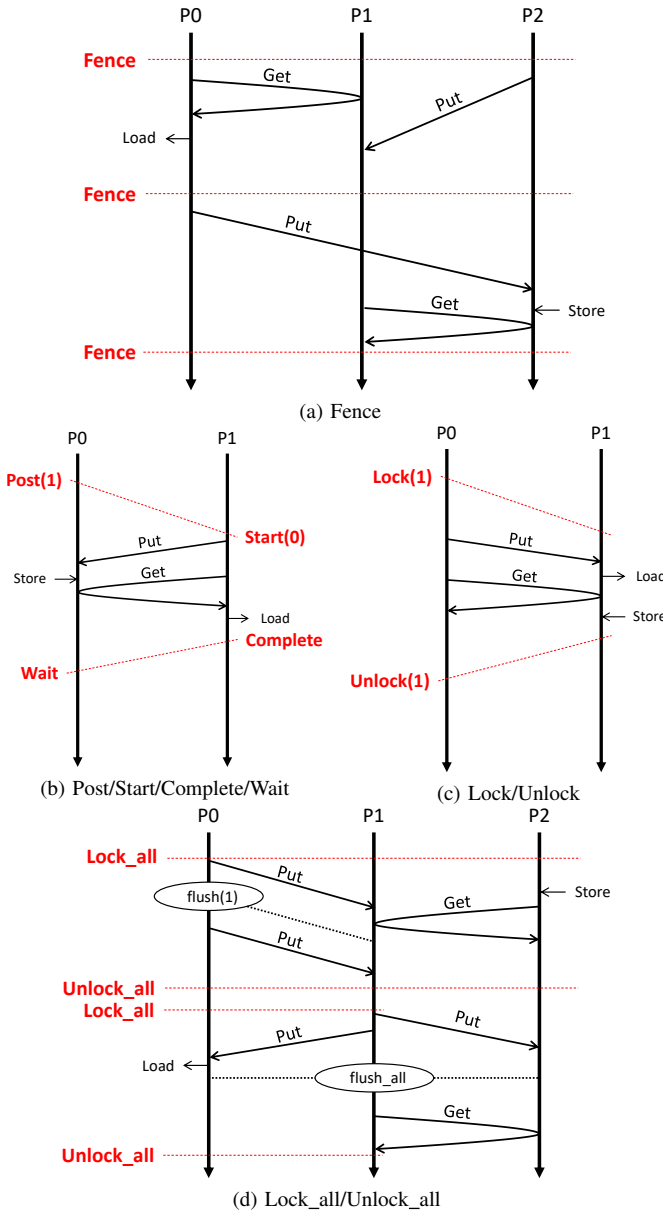 P0 P1 P2
Fence
Get
Put
Load
Fence
Put
Get
Store
Fence
(a) Fence
P0 P1
Post(1)
Start(0)
Put
Store
Get
Load
Complete
Wait
(b) Post/Start/Complete/Wait
P0 P1
Lock(1)
Put
Load
Get
Store
Unlock(1)
(c) Lock/Unlock
P0 P1 P2
Lock_all
Put
flush(1)
Store
Get
Put
Unlock_all
Lock_all
Put Put
Load
flush_all
Get
Unlock_all
(d) Lock_all/Unlock_all